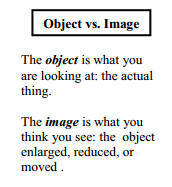 Object vs. Image
The object is what you
are looking at: the actual
thing.
The image is what you
think you see: the  object
enlarged, reduced, or
moved .